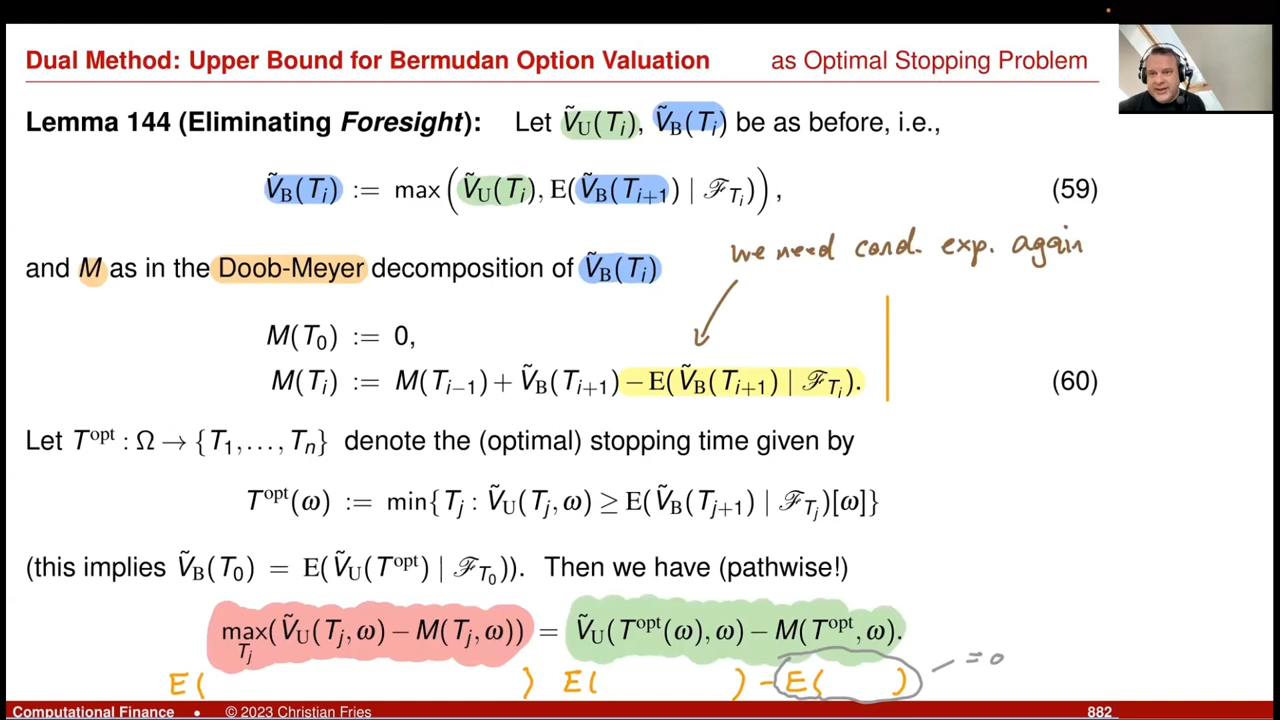 Dual Method: Upper Bound for Bermudan Option Valuation as Optimal Stopping Problem
Lemma 144 (Eliminating Foresight): Let Ṽ_U(T_i), Ṽ_B(T_i) be as before, i.e.,
Ṽ_B(T_i) := max(Ṽ_U(T_i), E(Ṽ_B(T_{i+1}) | ℱ_{T_i})), (59)
we need cond. exp. again
and M as in the Doob-Meyer decomposition of Ṽ_B(T_i)
M(T_0) := 0,
M(T_i) := M(T_{i−1}) + Ṽ_B(T_{i+1}) − E(Ṽ_B(T_{i+1}) | ℱ_{T_i}). (60)
Let T^opt : Ω → {T_1, …, T_n} denote the (optimal) stopping time given by
T^opt(ω) := min{T_j : Ṽ_U(T_j, ω) ≥ E(Ṽ_B(T_{j+1}) | ℱ_{T_j})[ω]}
(this implies Ṽ_B(T_0) = E(Ṽ_U(T^opt) | ℱ_{T_0})). Then we have (pathwise!)
max_{T_j}(Ṽ_U(T_j, ω) − M(T_j, ω)) = Ṽ_U(T^opt(ω), ω) − M(T^opt, ω).
E( ) E( ) − E( ) = 0
Computational Finance • © 2023 Christian Fries 882